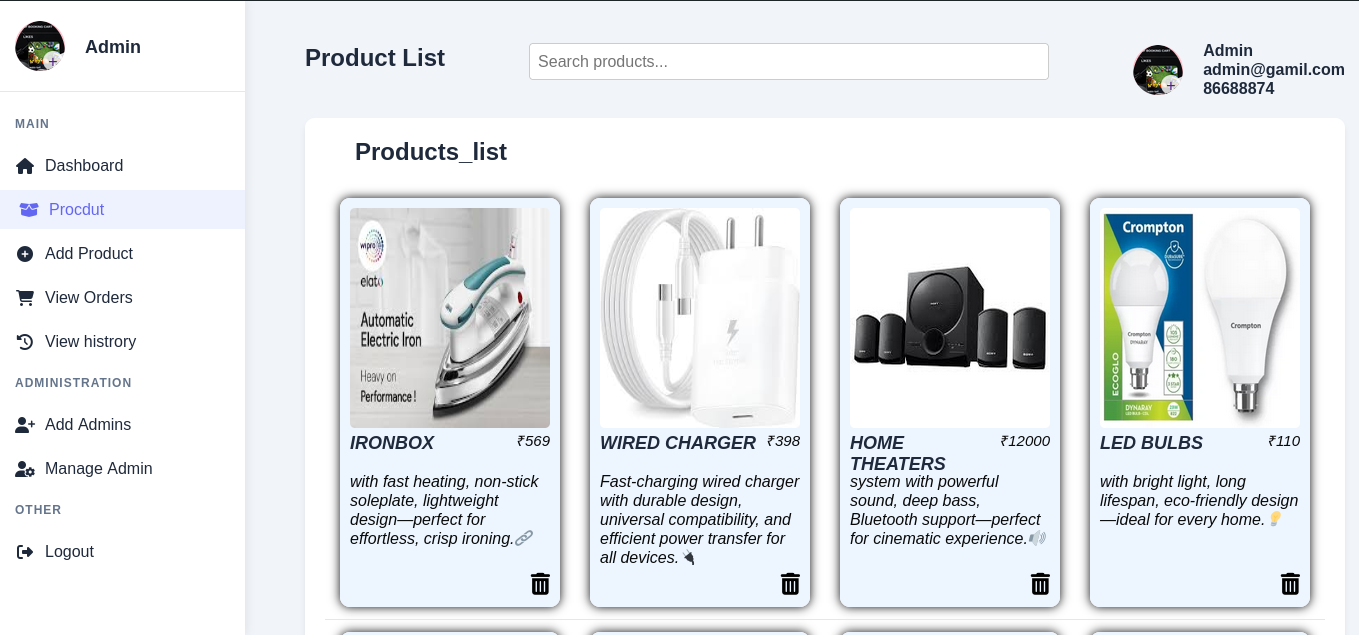 Admin
MAIN
Dashboard
Procdut
Add Product
View Orders
View histrory
ADMINISTRATION
Add Admins
Manage Admin
OTHER
Logout
Product List
Search products...
Admin
admin@gamil.com
86688874
Products_list
wipro
elato
Automatic
Electric Iron
Heavy on
Performance !
IRONBOX ₹569
with fast heating, non-stick
soleplate, lightweight
design—perfect for
effortless, crisp ironing.🔗
WIRED CHARGER ₹398
Fast-charging wired charger
with durable design,
universal compatibility, and
efficient power transfer for
all devices.🔌
HOME ₹12000
THEATERS
system with powerful
sound, deep bass,
Bluetooth support—perfect
for cinematic experience.🔊
Crompton
Crompton
Crompton
DYNARAY
ECOGLO
DYNARAY
LED BULBS ₹110
with bright light, long
lifespan, eco-friendly design
—ideal for every home.💡